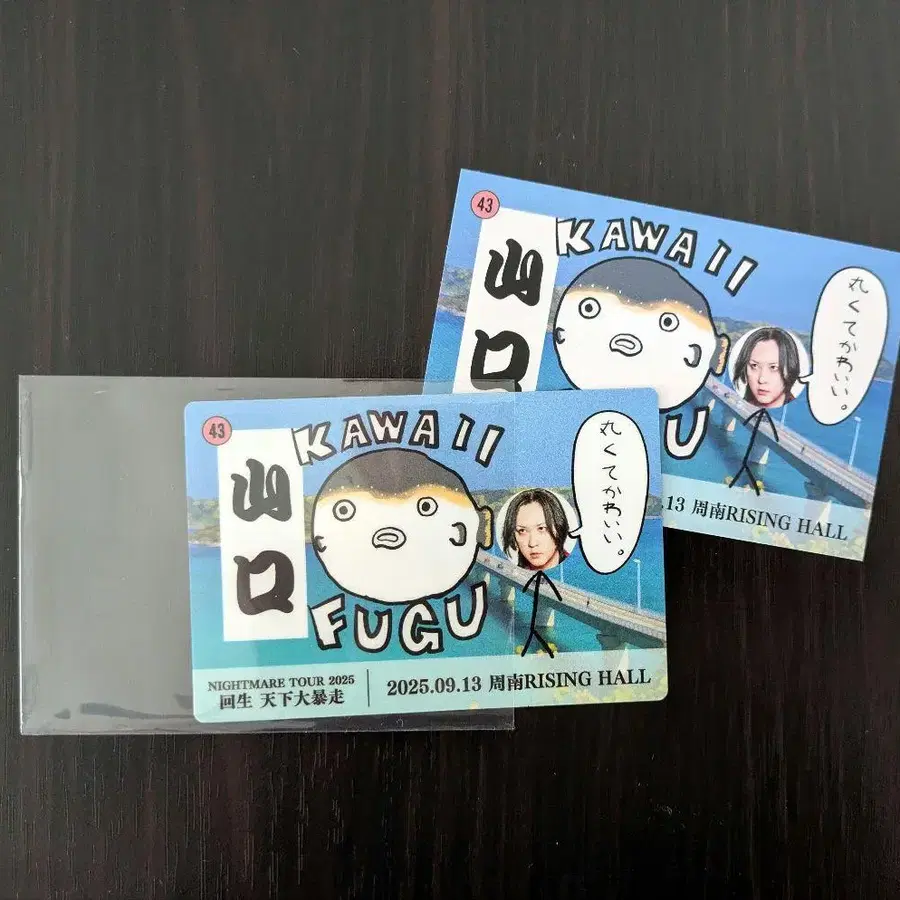 43
山口
KAWAII
FUGU
丸くてかわいい。
NIGHTMARE TOUR 2025
回生 天下大暴走
2025.09.13 周南RISING HALL
43
山口
KAWAII
U
丸くてかわいい。
.13 周南RISING HALL